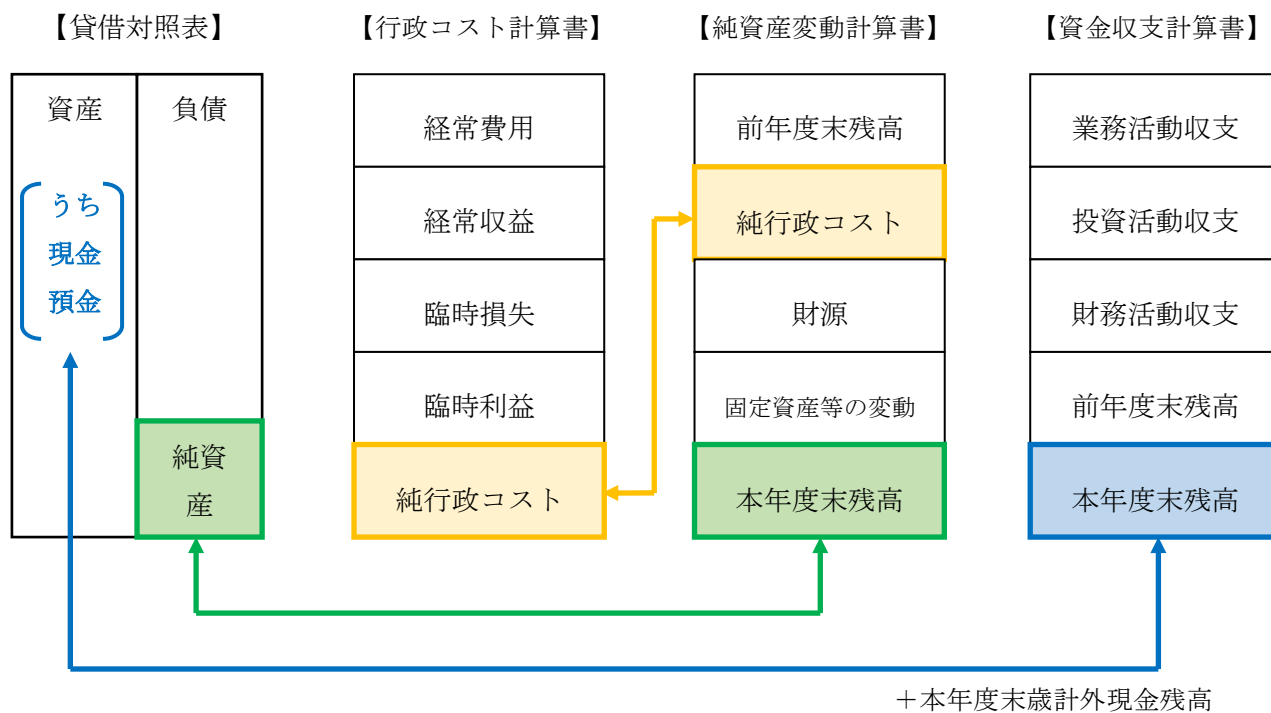 【貸借対照表】
資産
負債
うち
現金
預金
純資
産
【行政コスト計算書】
経常費用
経常収益
臨時損失
臨時利益
純行政コスト
【純資産変動計算書】
前年度末残高
純行政コスト
財源
固定資産等の変動
本年度末残高
【資金収支計算書】
業務活動収支
投資活動収支
財務活動収支
前年度末残高
本年度末残高
＋本年度末歳計外現金残高